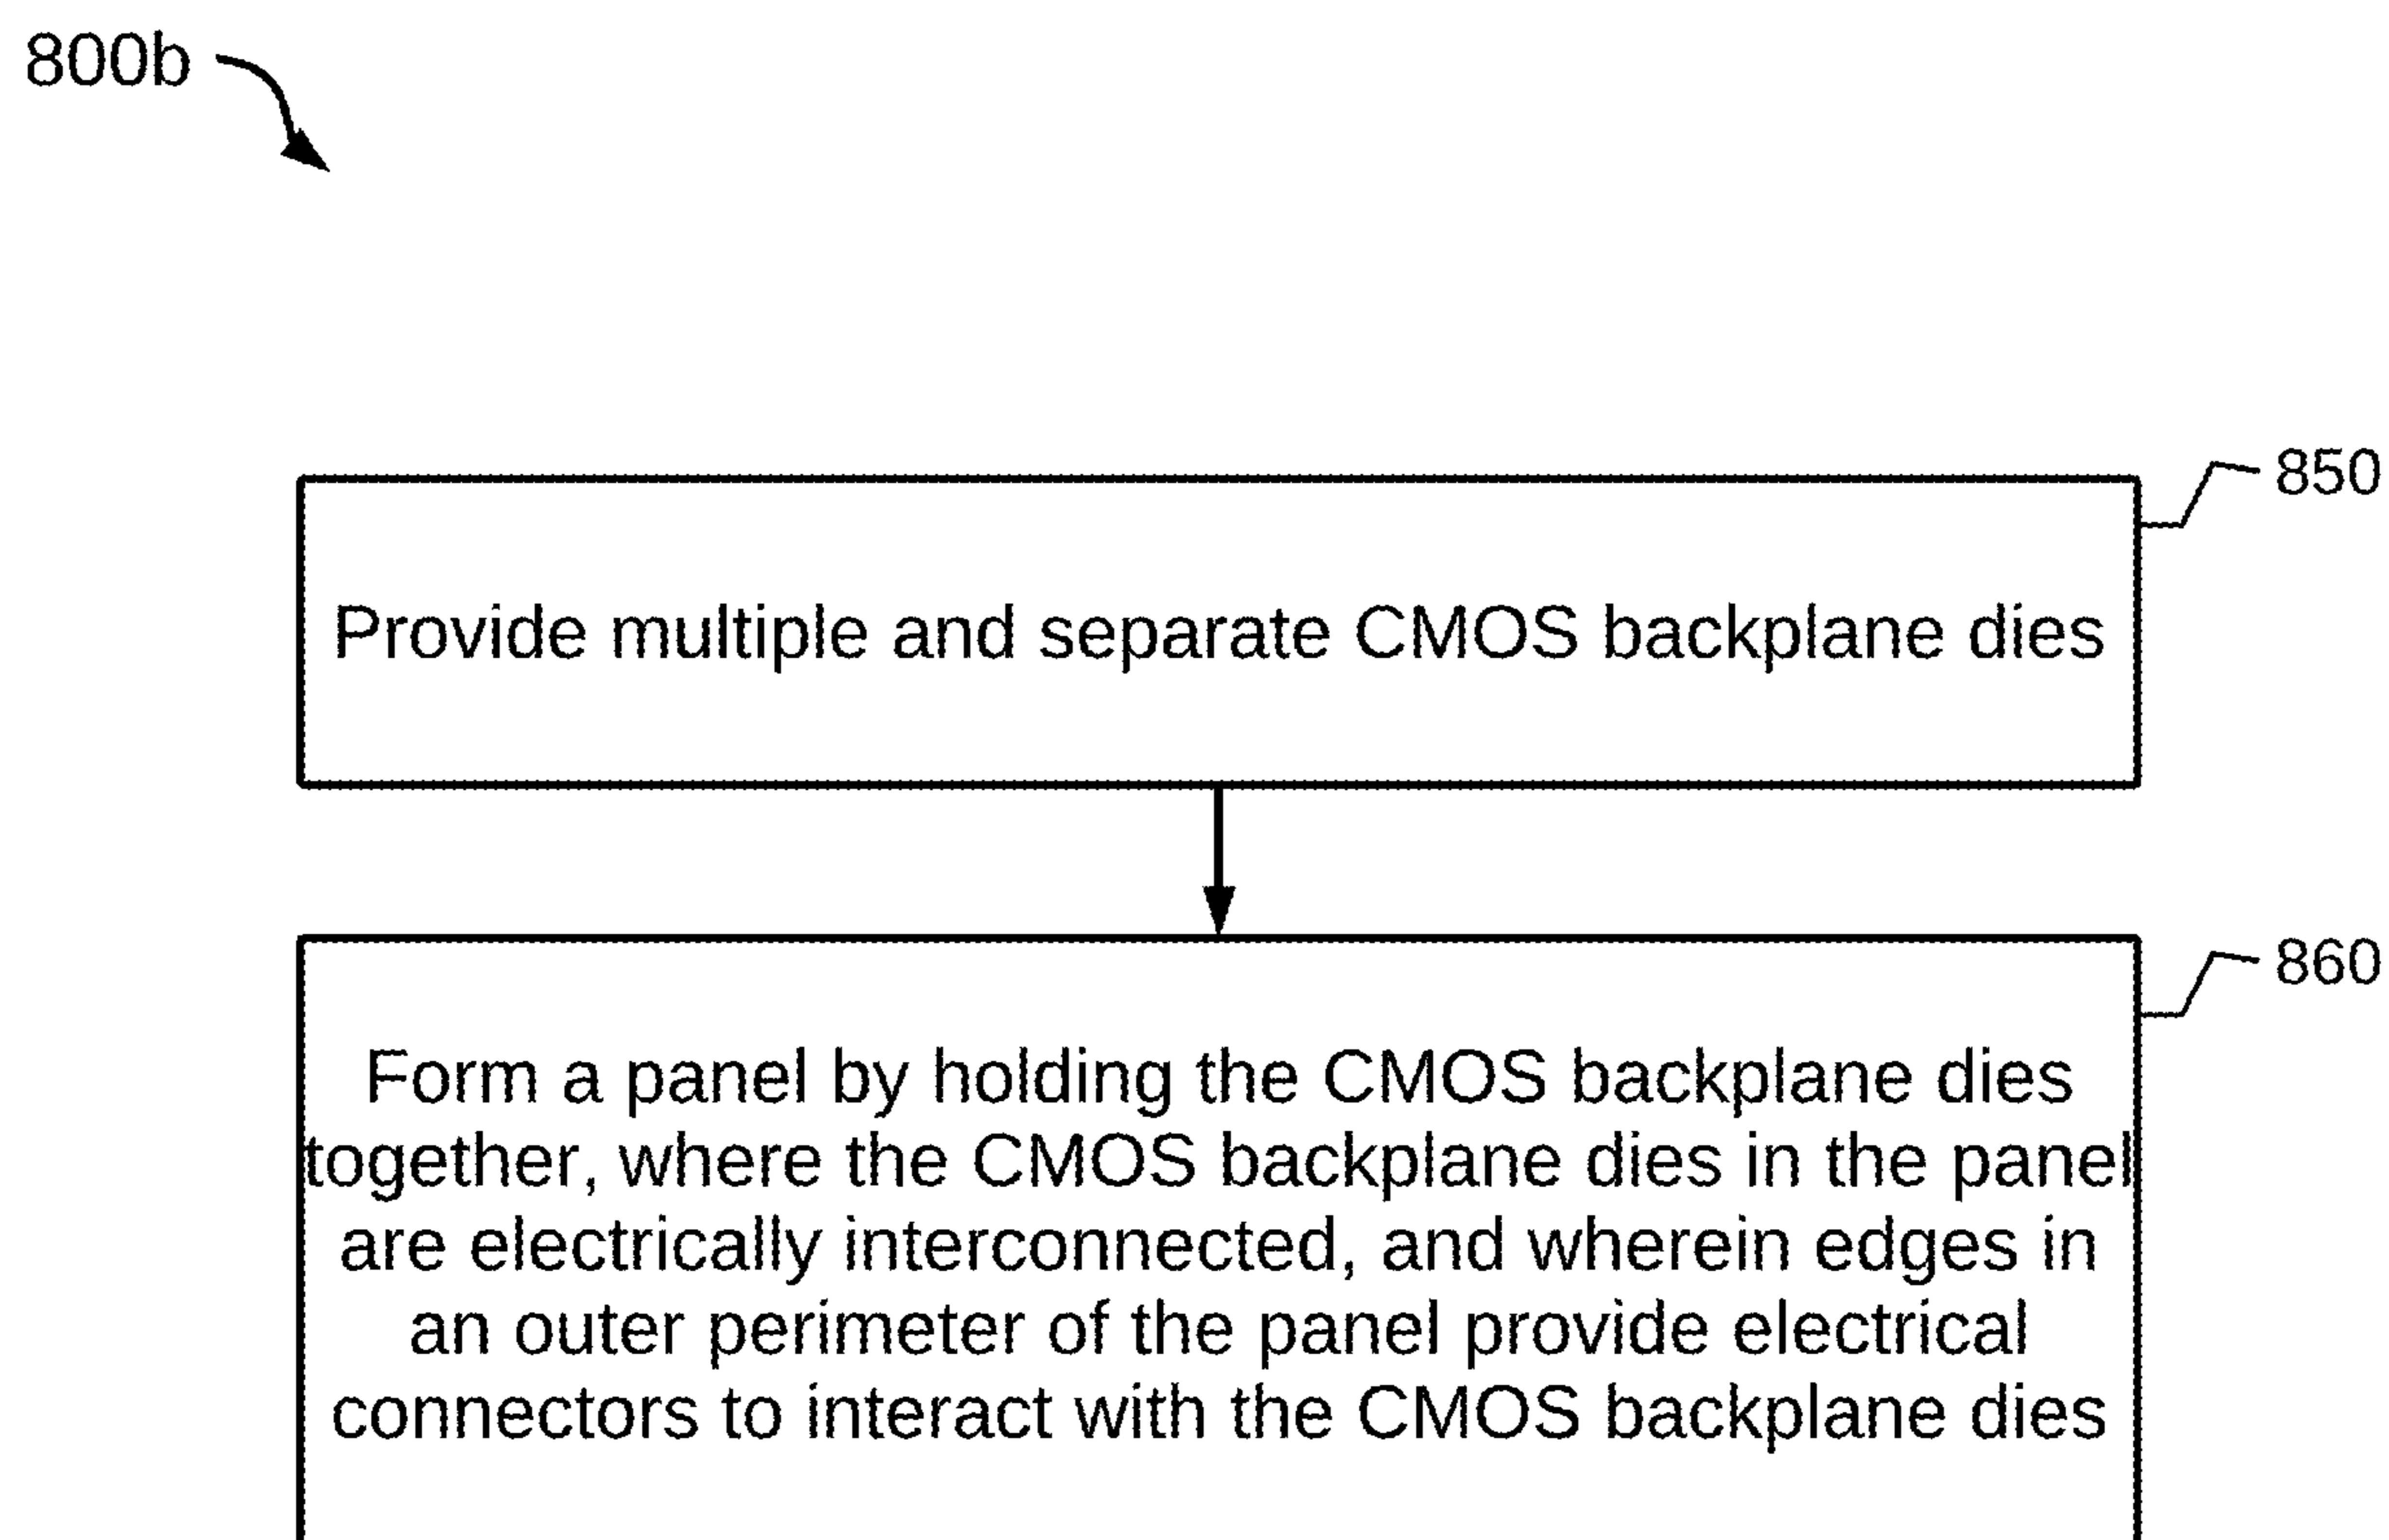 800b
850
Provide multiple and separate CMOS backplane dies
860
Form a panel by holding the CMOS backplane dies
together, where the CMOS backplane dies in the panel
are electrically interconnected, and wherein edges in
an outer perimeter of the panel provide electrical
connectors to interact with the CMOS backplane dies